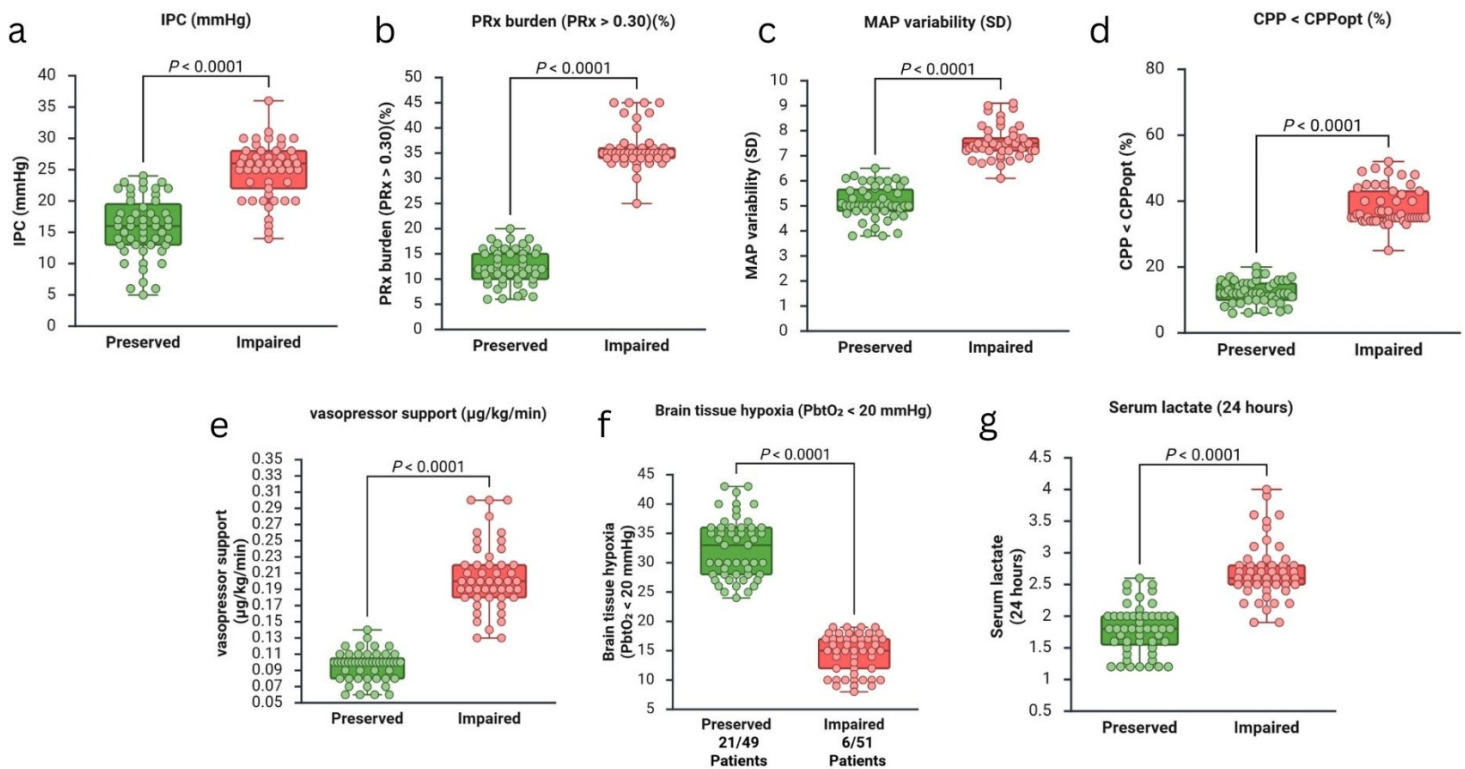 a
IPC (mmHg)
P < 0.0001
IPC (mmHg)
40
35
30
25
20
15
10
5
0
Preserved
Impaired
b
PRx burden (PRx > 0.30)(%)
P < 0.0001
PRx burden (PRx > 0.30)(%)
50
45
40
35
30
25
20
15
10
5
0
Preserved
Impaired
c
MAP variability (SD)
P < 0.0001
MAP variability (SD)
10
9
8
7
6
5
4
3
2
1
0
Preserved
Impaired
d
CPP < CPPopt (%)
P < 0.0001
CPP < CPPopt (%)
80
60
40
20
0
Preserved
Impaired
e
vasopressor support (µg/kg/min)
P < 0.0001
vasopressor support
(µg/kg/min)
0.35
0.33
0.31
0.29
0.27
0.25
0.23
0.21
0.19
0.17
0.15
0.13
0.11
0.09
0.07
0.05
Preserved
Impaired
f
Brain tissue hypoxia (PbtO₂ < 20 mmHg)
P < 0.0001
Brain tissue hypoxia
(PbtO₂ < 20 mmHg)
45
40
35
30
25
20
15
10
5
Preserved
21/49
Patients
Impaired
6/51
Patients
g
Serum lactate (24 hours)
P < 0.0001
Serum lactate
(24 hours)
4.5
4
3.5
3
2.5
2
1.5
1
0.5
Preserved
Impaired